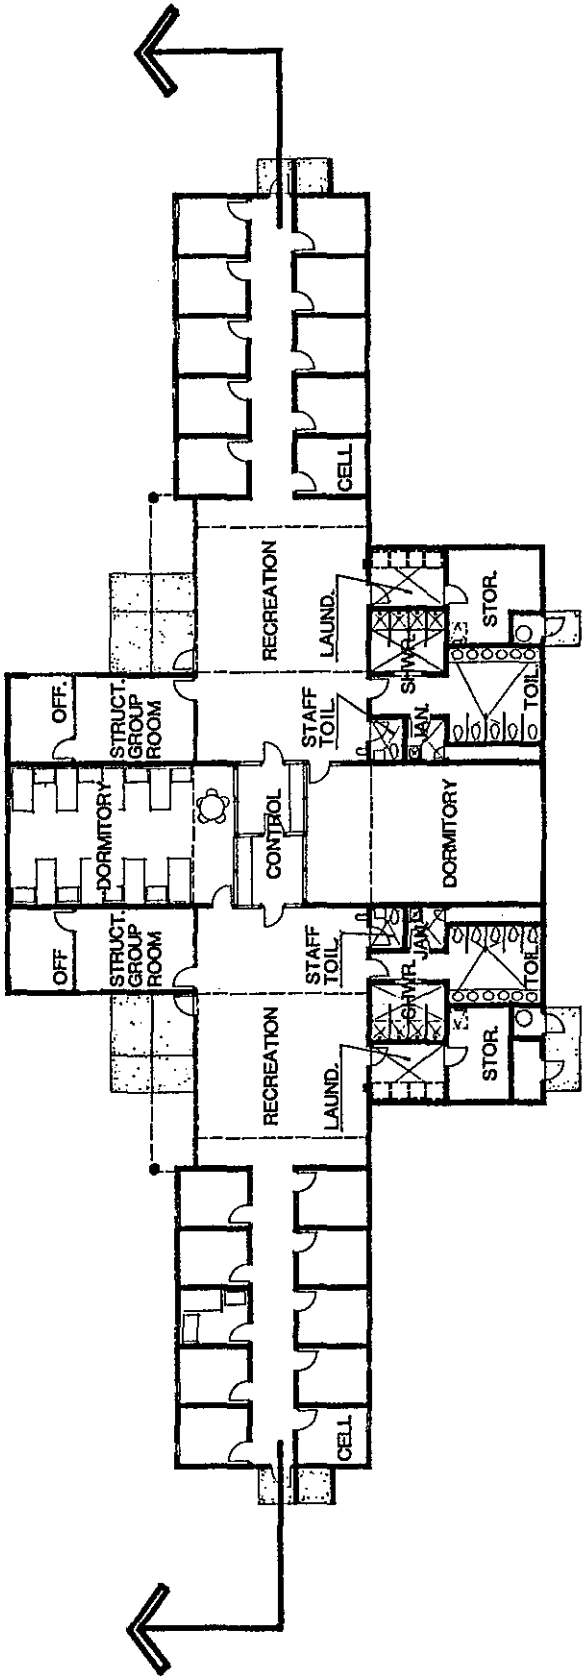 CELL
RECREATION
LAUND.
STOR.
SHWR.
OFF.
STRUCT.
GROUP
ROOM
STAFF
TOIL.
JAN.
TOIL.
DORMITORY
CONTROL
DORMITORY
OFF
STRUCT.
GROUP
ROOM
STAFF
TOIL.
JAN.
TOIL
SHWR.
RECREATION
LAUND.
STOR.
CELL